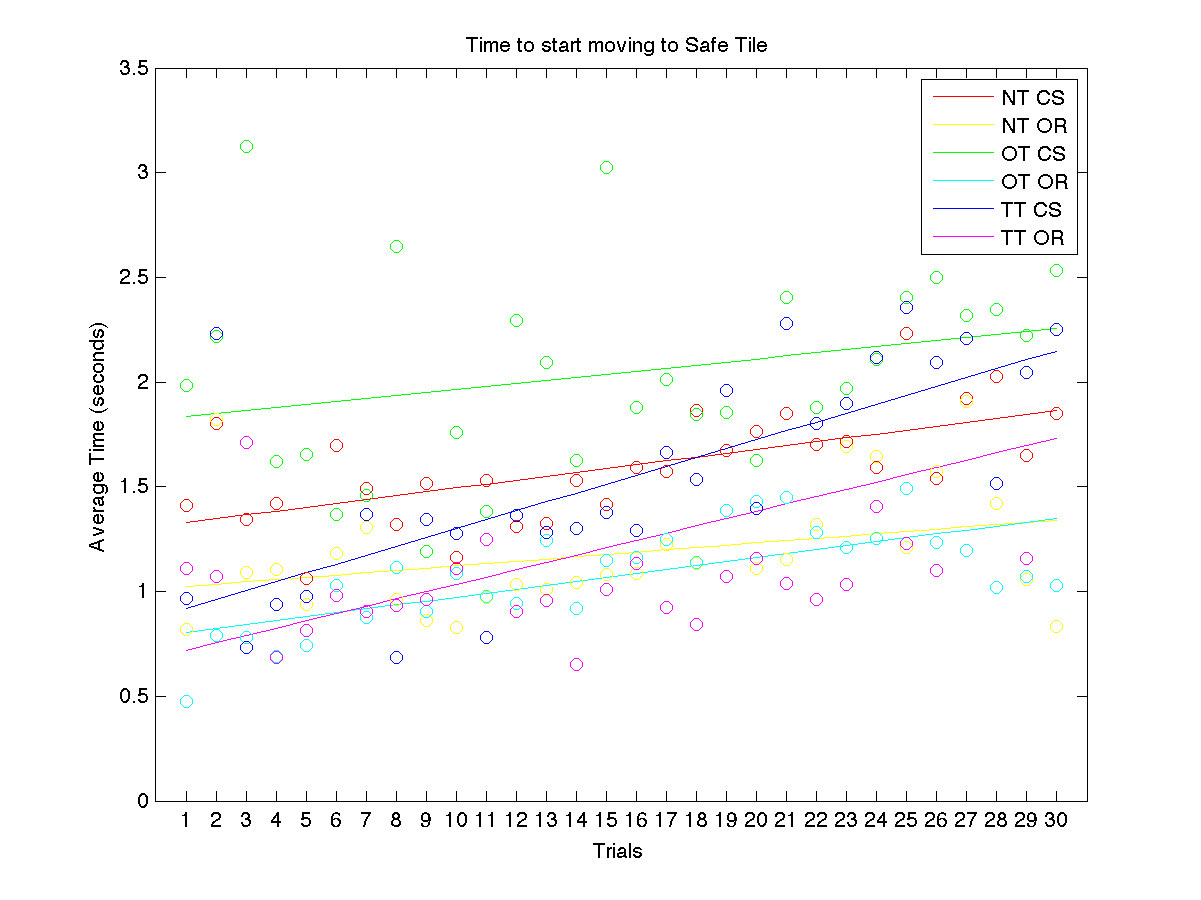 Time to start moving to Safe Tile
3.5
3
2.5
2
1.5
1
0.5
0
Average Time (seconds)
NT CS
NT OR
OT CS
OT OR
TT CS
TT OR
1 2 3 4 5 6 7 8 9 10 11 12 13 14 15 16 17 18 19 20 21 22 23 24 25 26 27 28 29 30
Trials